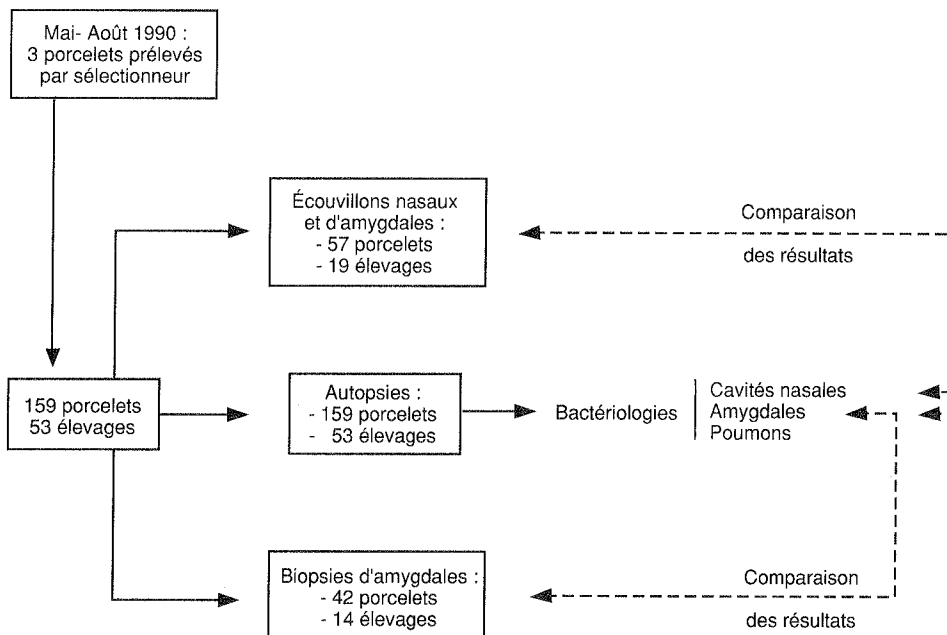 Mai- Août 1990 :
3 porcelets prélevés
par sélectionneur
Écouvillons nasaux
et d'amygdales :
- 57 porcelets
- 19 élevages
Comparaison
des résultats
159 porcelets
53 élevages
Autopsies :
- 159 porcelets
- 53 élevages
Bactériologies
Cavités nasales
Amygdales
Poumons
Biopsies d'amygdales :
- 42 porcelets
- 14 élevages
Comparaison
des résultats